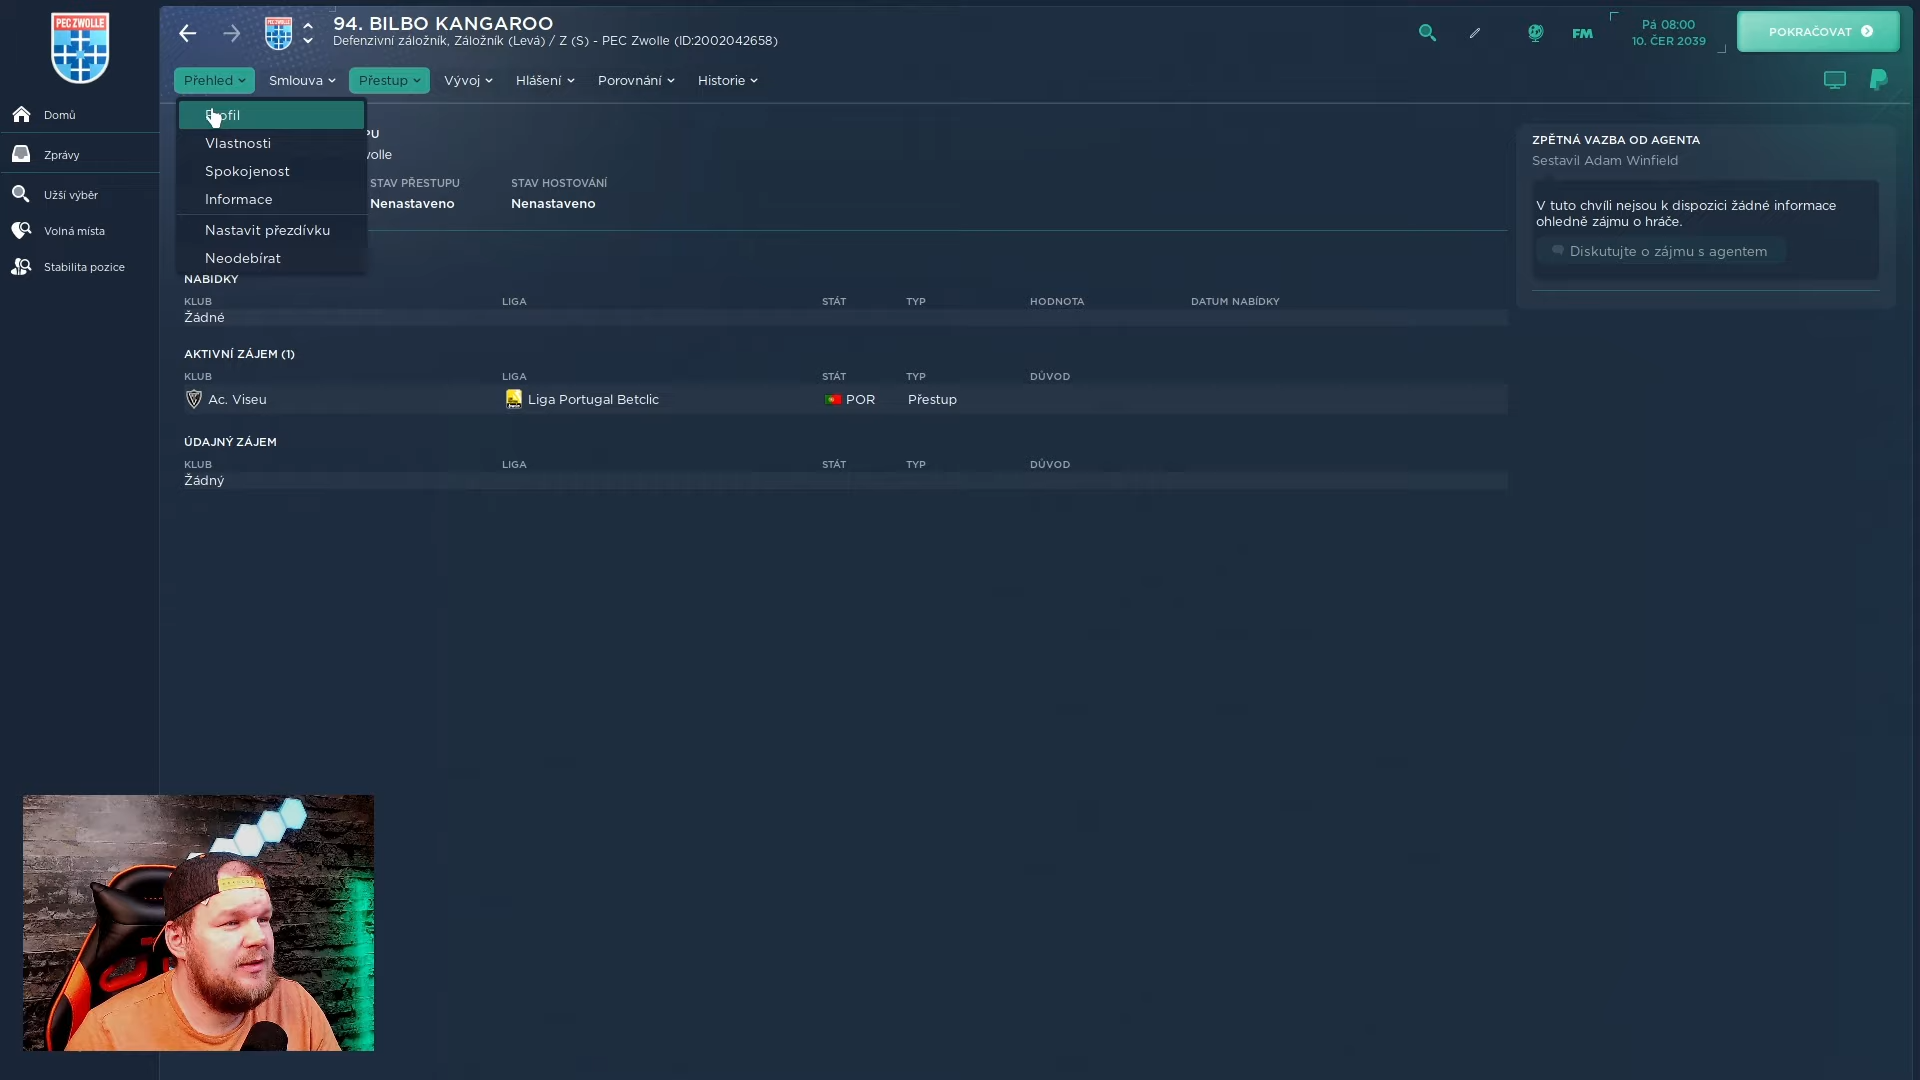 PEC ZWOLLE
94. BILBO KANGAROO
Defenzivní záložník, Záložník (Levá) / Z (S) - PEC Zwolle (ID:2002042658)
FM
Pá 08:00
10. ČER 2039
POKRAČOVAT
Přehled
Smlouva
Přestup
Vývoj
Hlášení
Porovnání
Historie
Domů
Zprávy
Užší výběr
Volná místa
Stabilita pozice
Vlastnosti
Spokojenost
Informace
Nastavit přezdívku
Neodebírat
STAV PŘESTUPU
STAV HOSTOVÁNÍ
Nenastaveno
Nenastaveno
NABÍDKY
KLUB
LIGA
STÁT
TYP
HODNOTA
DATUM NABÍDKY
Žádné
AKTIVNÍ ZÁJEM (1)
KLUB
LIGA
STÁT
TYP
DŮVOD
Ac. Viseu
Liga Portugal Betclic
POR
Přestup
ÚDAJNÝ ZÁJEM
KLUB
LIGA
STÁT
TYP
DŮVOD
Žádný
ZPĚTNÁ VAZBA OD AGENTA
Sestavil Adam Winfield
V tuto chvíli nejsou k dispozici žádné informace
ohledně zájmu o hráče.
Diskutujte o zájmu s agentem